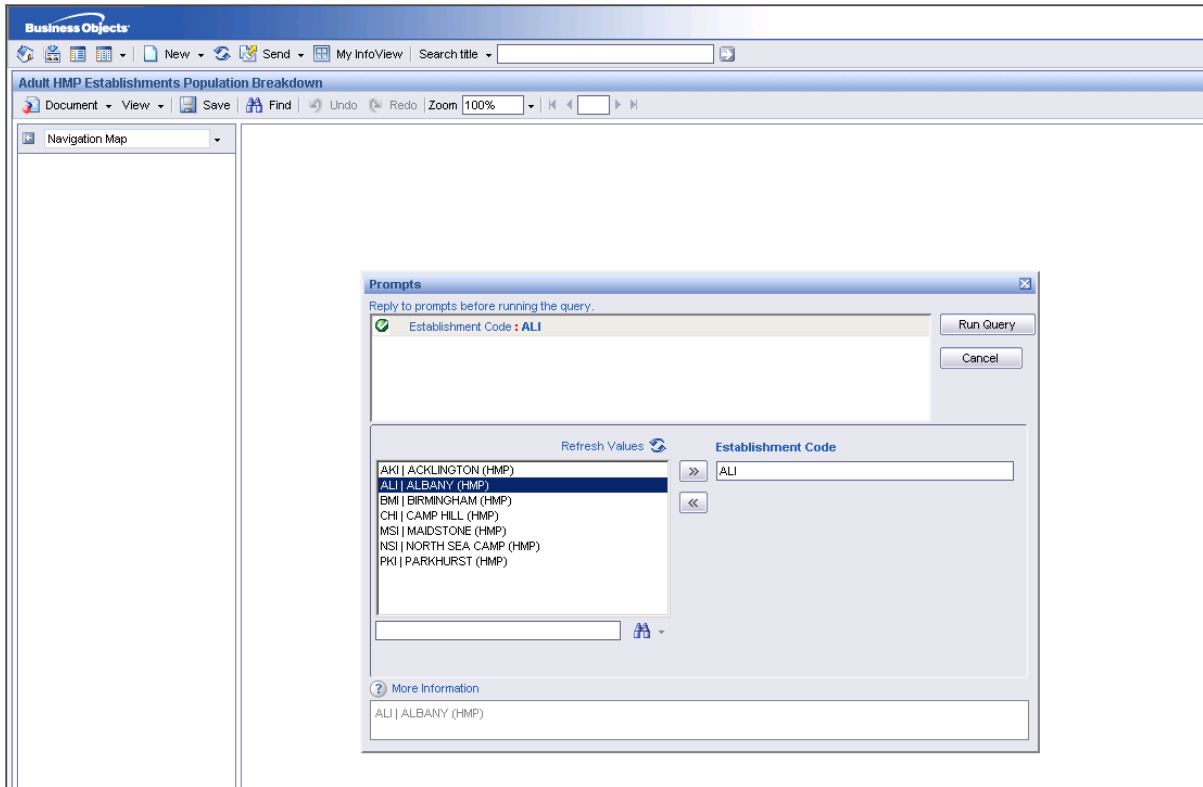 Business Objects
New Send My InfoView Search title
Adult HMP Establishments Population Breakdown
Document View Save Find Undo Redo Zoom 100%
Navigation Map
Prompts
Reply to prompts before running the query.
Establishment Code : ALI
Run Query
Cancel
Refresh Values
Establishment Code
AKI | ACKLINGTON (HMP)
ALI
ALI | ALBANY (HMP)
BMI | BIRMINGHAM (HMP)
CHI | CAMP HILL (HMP)
MSI | MAIDSTONE (HMP)
NSI | NORTH SEA CAMP (HMP)
PKI | PARKHURST (HMP)
More Information
ALI | ALBANY (HMP)